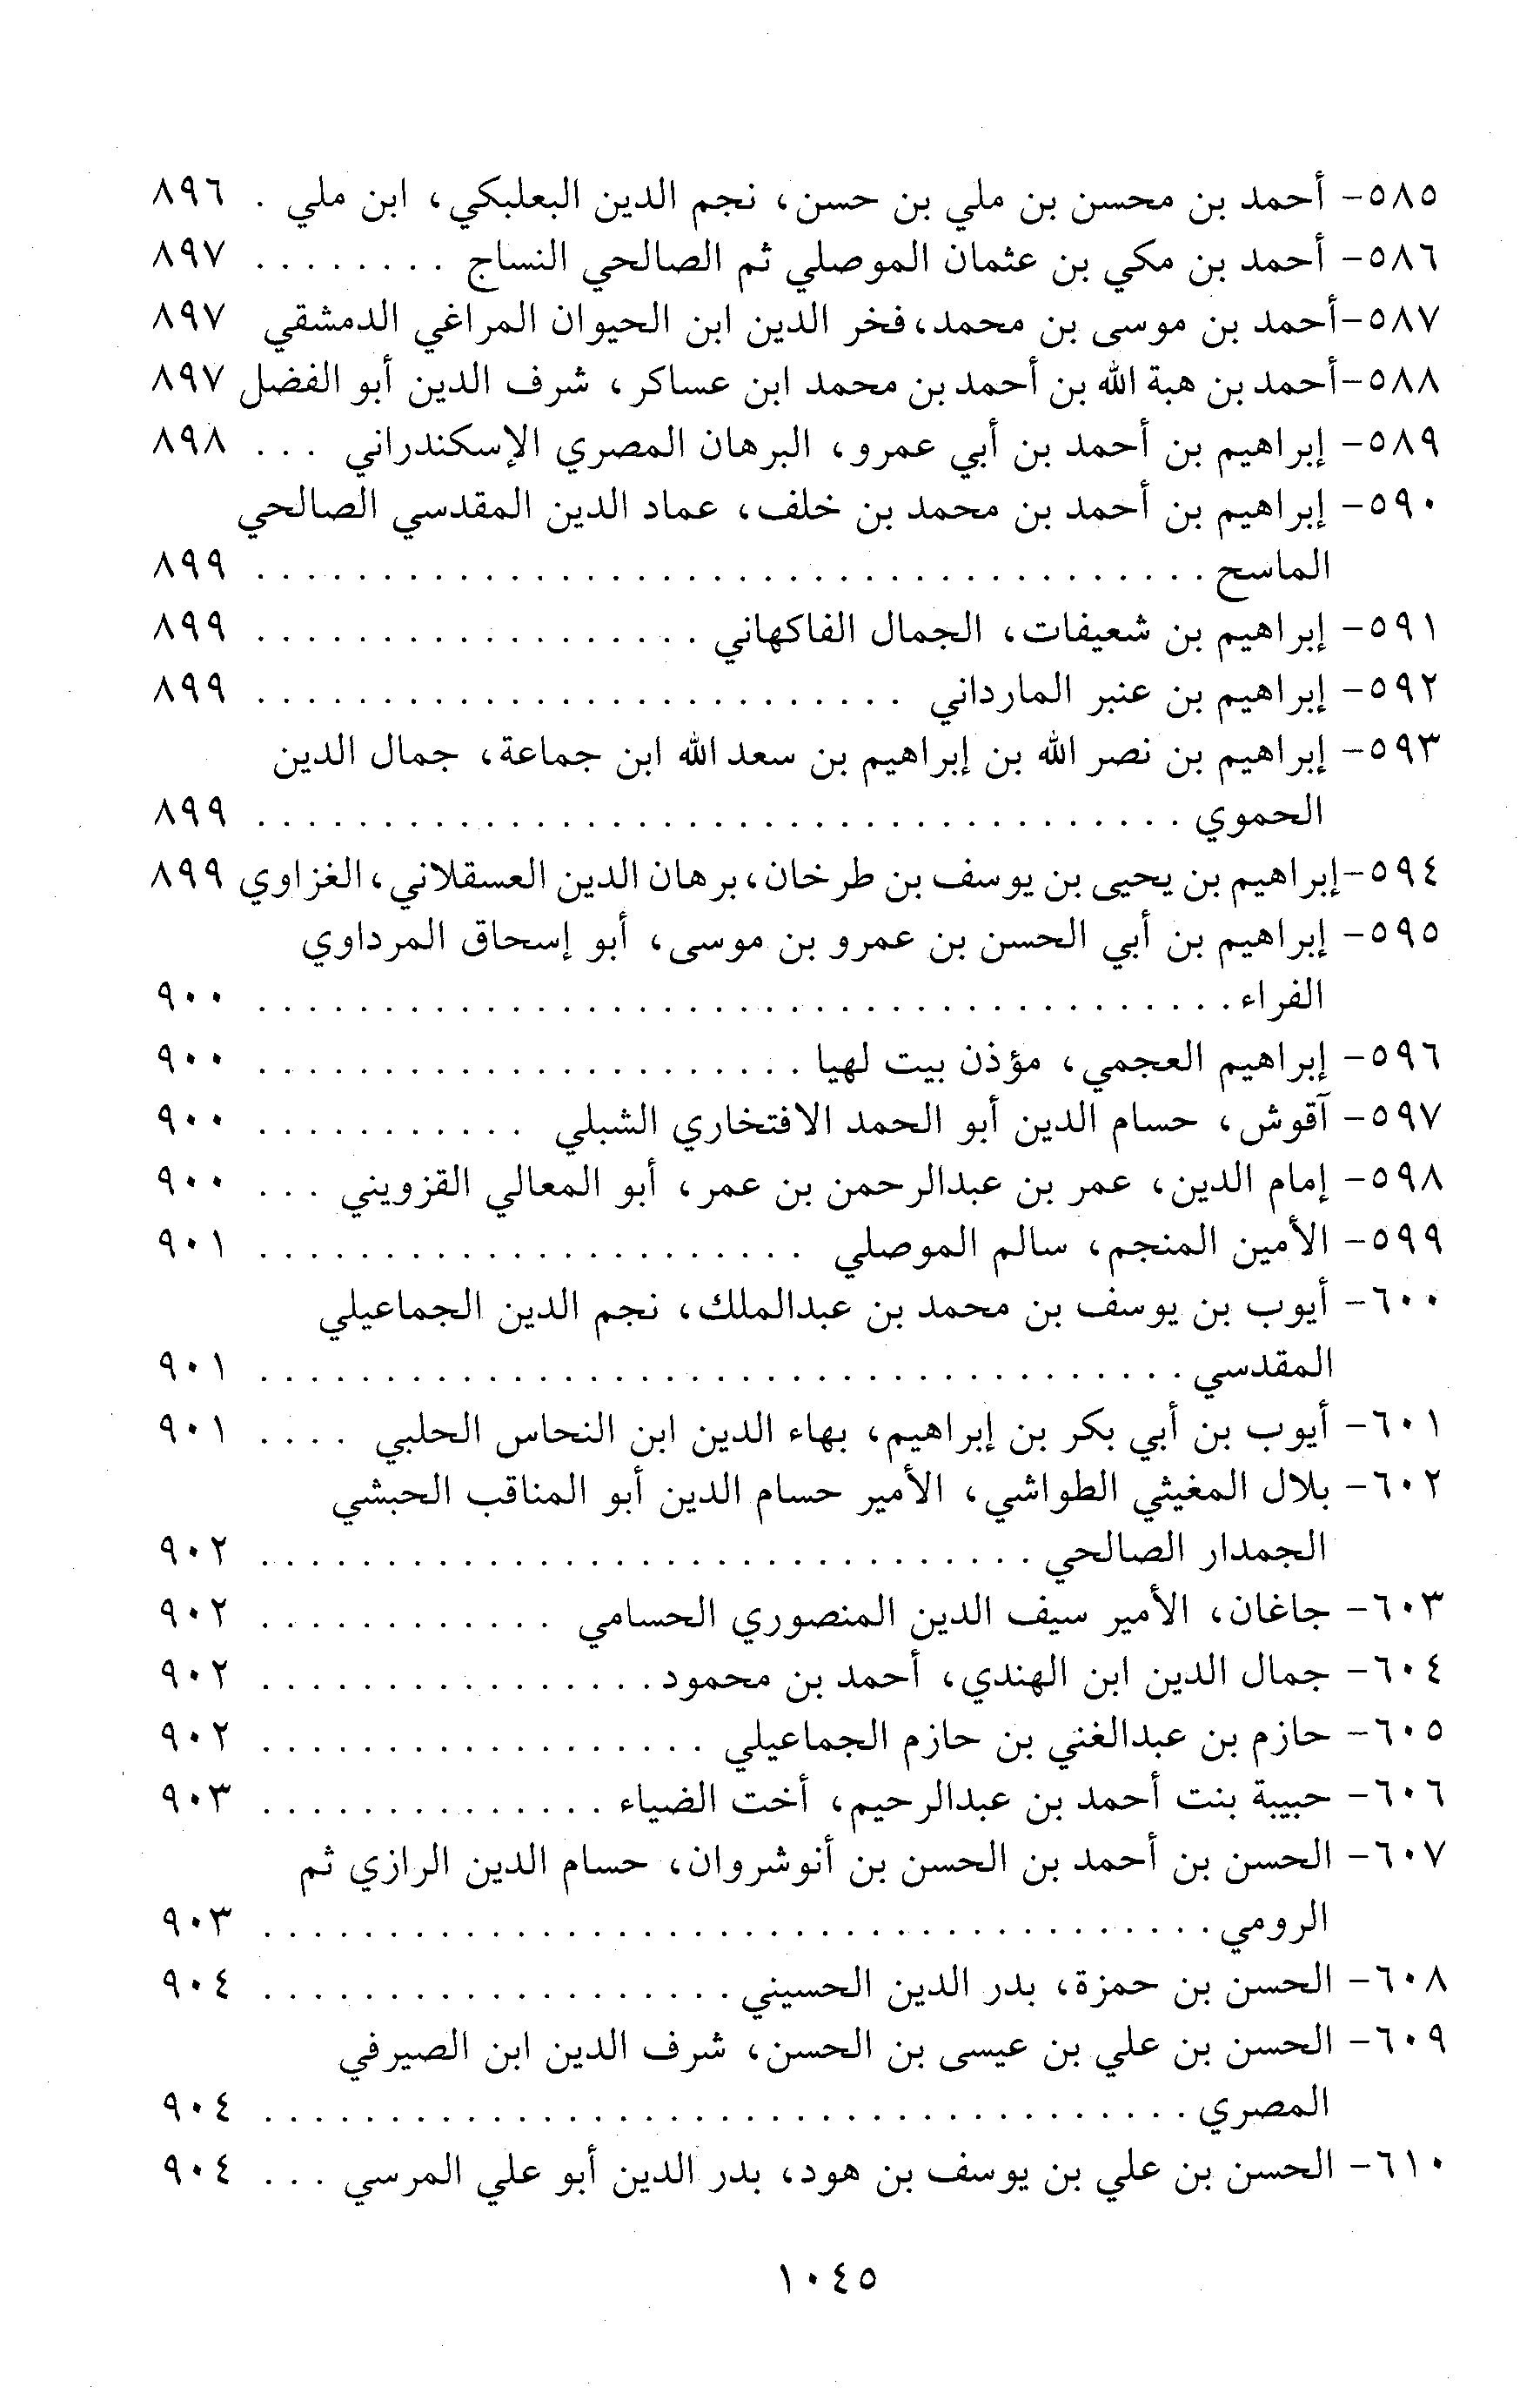 ٥٨٥- أحمد بن محسن بن ملي بن حسن، نجم الدين البعلبكي، ابن ملي . ٨٩٦
٥٨٦- أحمد بن مكي بن عثمان الموصلي ثم الصالحي النساج . . . . . . . . ٨٩٧
٥٨٧-أحمد بن موسى بن محمد،فخر الدين ابن الحيوان المراغي الدمشقي ٨٩٧
٥٨٨-أحمد بن هبة الله بن أحمد بن محمد ابن عساكر، شرف الدين أبو الفضل ٨٩٧
٥٨٩- إبراهيم بن أحمد بن أبي عمرو، البرهان المصري الإسكندراني . . . ٨٩٨
٥٩٠- إبراهيم بن أحمد بن محمد بن خلف، عماد الدين المقدسي الصالحي
الماسح . . . . . . . . . . . . . . . . . . . . . . . . . . . . . . . . . . . . . . ٨٩٩
٥٩١- إبراهيم بن شعيفات، الجمال الفاكهاني . . . . . . . . . . . . . . . . . . ٨٩٩
٥٩٢- إبراهيم بن عنبر المارداني . . . . . . . . . . . . . . . . . . . . . . . . . . ٨٩٩
٥٩٣- إبراهيم بن نصر الله بن إبراهيم بن سعد الله ابن جماعة، جمال الدين
الحموي . . . . . . . . . . . . . . . . . . . . . . . . . . . . . . . . . . . . . ٨٩٩
٥٩٤-إبراهيم بن يحيى بن يوسف بن طرخان،برهان الدين العسقلاني،الغزاوي ٨٩٩
٥٩٥- إبراهيم بن أبي الحسن بن عمرو بن موسى، أبو إسحاق المرداوي
الفراء . . . . . . . . . . . . . . . . . . . . . . . . . . . . . . . . . . . . . . . ٩٠٠
٥٩٦- إبراهيم العجمي، مؤذن بيت لهيا . . . . . . . . . . . . . . . . . . . . . . ٩٠٠
٥٩٧- آقوش، حسام الدين أبو الحمد الافتخاري الشبلي . . . . . . . . . . . ٩٠٠
٥٩٨- إمام الدين، عمر بن عبدالرحمن بن عمر، أبو المعالي القزويني . . . ٩٠٠
٥٩٩- الأمين المنجم، سالم الموصلي . . . . . . . . . . . . . . . . . . . . . . ٩٠١
٦٠٠- أيوب بن يوسف بن محمد بن عبدالملك، نجم الدين الجماعيلي
المقدسي . . . . . . . . . . . . . . . . . . . . . . . . . . . . . . . . . . . . . ٩٠١
٦٠١- أيوب بن أبي بكر بن إبراهيم، بهاء الدين ابن النحاس الحلبي . . . . ٩٠١
٦٠٢- بلال المغيثي الطواشي، الأمير حسام الدين أبو المناقب الحبشي
الجمدار الصالحي . . . . . . . . . . . . . . . . . . . . . . . . . . . . . . . ٩٠٢
٦٠٣- جاغان، الأمير سيف الدين المنصوري الحسامي . . . . . . . . . . . . ٩٠٢
٦٠٤- جمال الدين ابن الهندي، أحمد بن محمود . . . . . . . . . . . . . . . . ٩٠٢
٦٠٥- حازم بن عبدالغني بن حازم الجماعيلي . . . . . . . . . . . . . . . . . . ٩٠٢
٦٠٦- حبيبة بنت أحمد بن عبدالرحيم، أخت الضياء . . . . . . . . . . . . . . ٩٠٣
٦٠٧- الحسن بن أحمد بن الحسن بن أنوشروان، حسام الدين الرازي ثم
الرومي . . . . . . . . . . . . . . . . . . . . . . . . . . . . . . . . . . . . . . ٩٠٣
٦٠٨- الحسن بن حمزة، بدر الدين الحسيني . . . . . . . . . . . . . . . . . . . ٩٠٤
٦٠٩- الحسن بن علي بن عيسى بن الحسن، شرف الدين ابن الصيرفي
المصري . . . . . . . . . . . . . . . . . . . . . . . . . . . . . . . . . . . . . ٩٠٤
٦١٠- الحسن بن علي بن يوسف بن هود، بدر الدين أبو علي المرسي . . . ٩٠٤
١٠٤٥